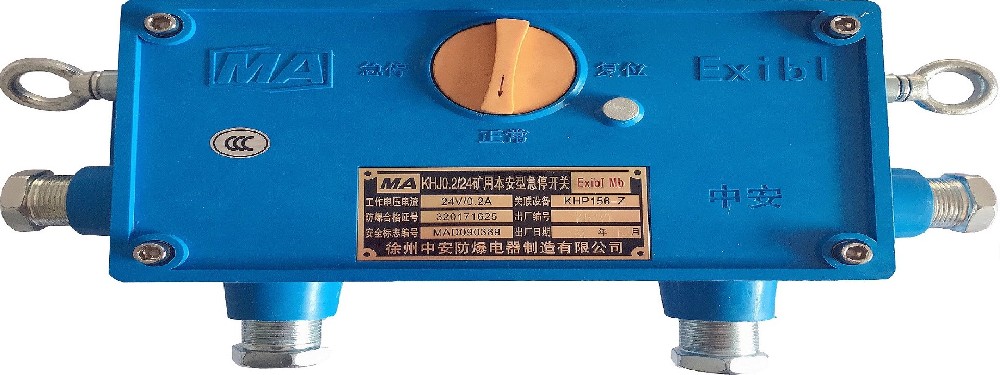 MA
急停
复位
ExibI
正常
CCC
中安
MA KHJ0.2/24矿用本安型急停开关 ExibI Mb
工作电压电流 24V/0.2A 关联设备 KHP156-Z
防爆合格证号 320171625 出厂编号
安全标志编号 MAD090389 出厂日期 年 月
徐州中安防爆电器制造有限公司